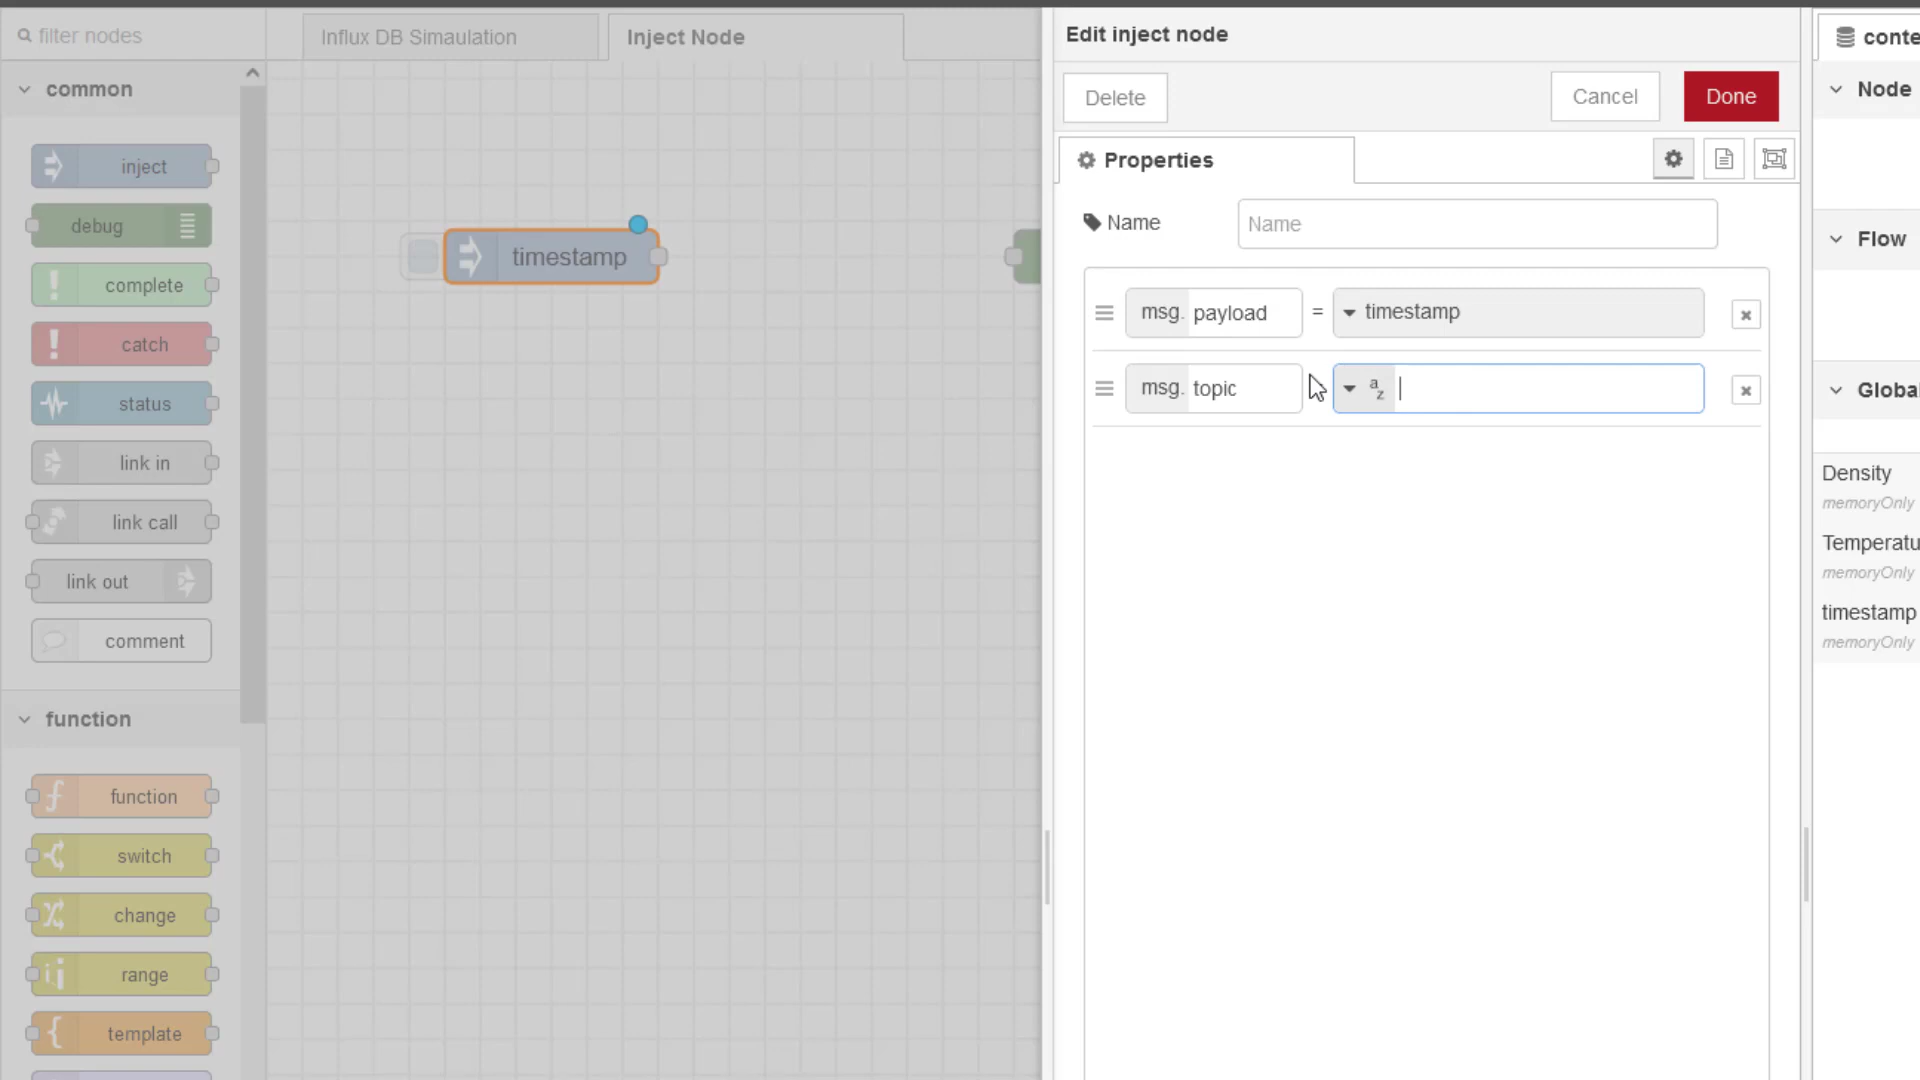 filter nodes
common
inject
debug
complete
catch
status
link in
link call
link out
comment
function
function
switch
change
range
template
Influx DB Simaulation
Inject Node
timestamp
Edit inject node
Delete
Cancel
Done
Properties
Name
Name
msg. payload = timestamp
msg. topic = az
conte
Node
Flow
Globa
Density
memoryOnly
Temperatu
memoryOnly
timestamp
memoryOnly